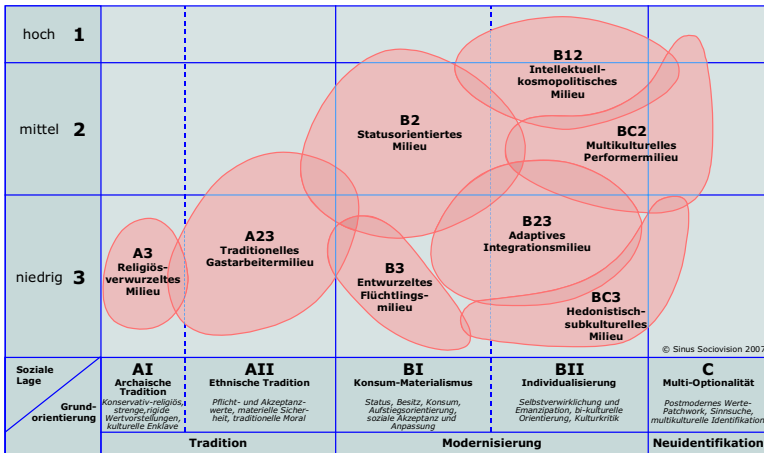 hoch 1
B12
Intellektuell-
kosmopolitisches
Milieu
mittel 2
B2
Statusorientiertes
Milieu
BC2
Multikulturelles
Performermilieu
niedrig 3
A3
Religiös-
verwurzeltes
Milieu
A23
Traditionelles
Gastarbeitermilieu
B3
Entwurzeltes
Flüchtlings-
milieu
B23
Adaptives
Integrationsmilieu
BC3
Hedonistisch-
subkulturelles
Milieu
© Sinus Sociovision 2007
Soziale
Lage
Grund-
orientierung
AI
Archaische
Tradition
Konservativ-religiös,
strenge,rigide
Wertvorstellungen,
kulturelle Enklave
AII
Ethnische Tradition
Pflicht- und Akzeptanz-
werte, materielle Sicher-
heit, traditionelle Moral
BI
Konsum-Materialismus
Status, Besitz, Konsum,
Aufstiegsorientierung,
soziale Akzeptanz und
Anpassung
BII
Individualisierung
Selbstverwirklichung und
Emanzipation, bi-kulturelle
Orientierung, Kulturkritik
C
Multi-Optionalität
Postmodernes Werte-
Patchwork, Sinnsuche,
multikulturelle Identifikation
Tradition
Modernisierung
Neuidentifikation